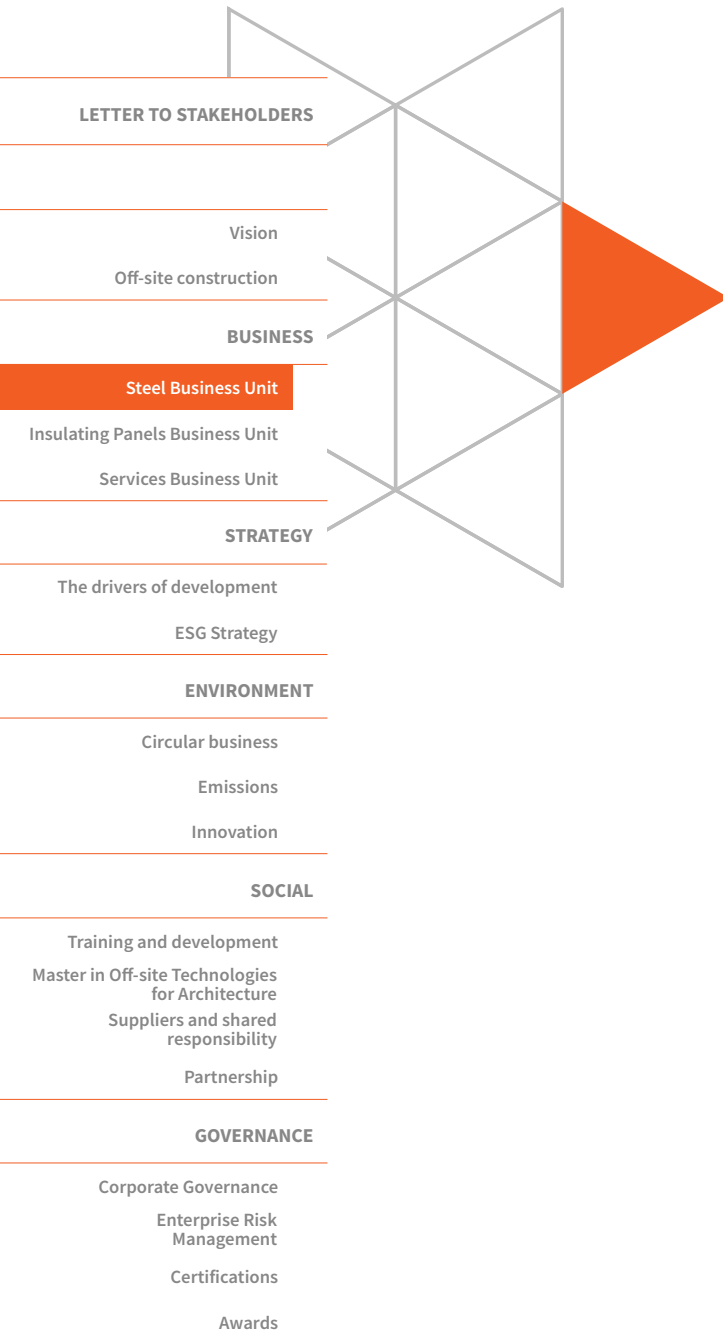 LETTER TO STAKEHOLDERS
Vision
Off-site construction
BUSINESS
Steel Business Unit
Insulating Panels Business Unit
Services Business Unit
STRATEGY
The drivers of development
ESG Strategy
ENVIRONMENT
Circular business
Emissions
Innovation
SOCIAL
Training and development
Master in Off-site Technologies
for Architecture
Suppliers and shared
responsibility
Partnership
GOVERNANCE
Corporate Governance
Enterprise Risk
Management
Certifications
Awards